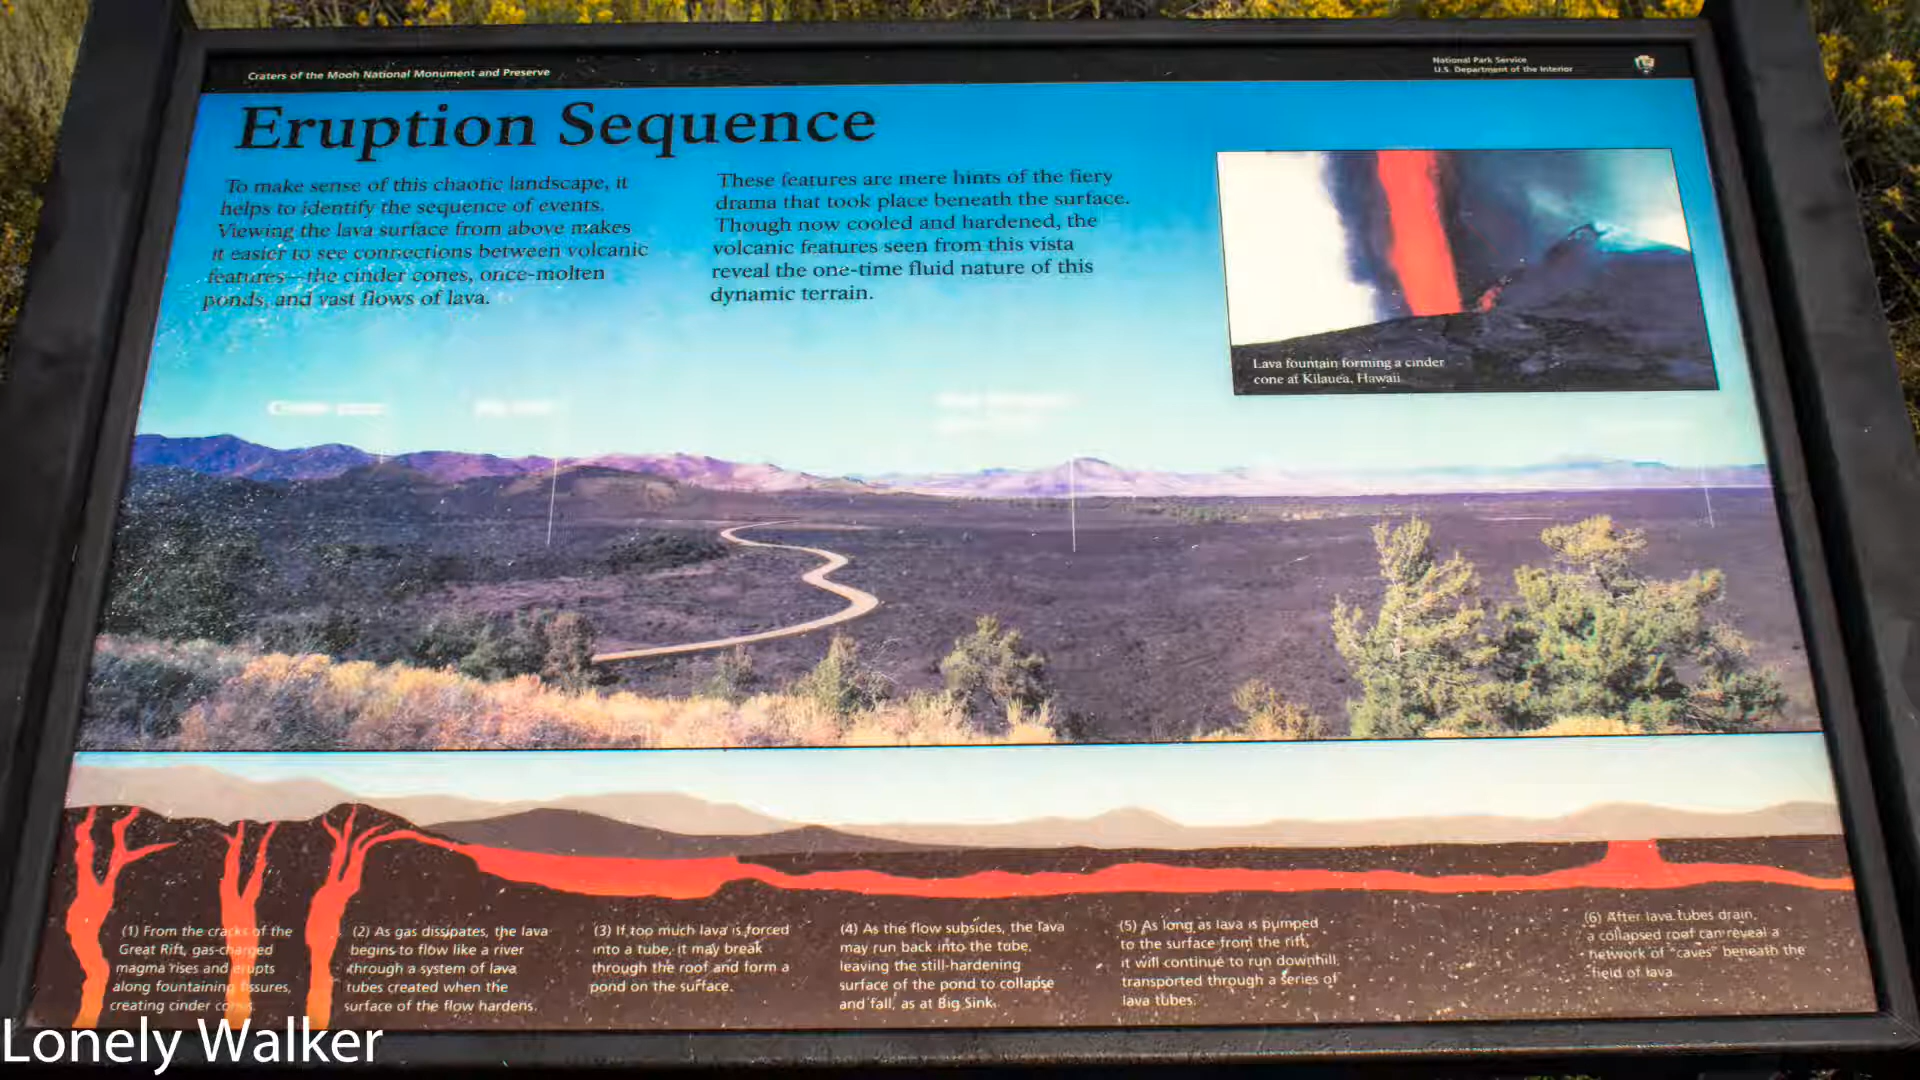 Craters of the Moon National Monument and Preserve
National Park Service
U.S. Department of the Interior
Eruption Sequence
To make sense of this chaotic landscape, it
helps to identify the sequence of events.
Viewing the lava surface from above makes
it easier to see connections between volcanic
features—the cinder cones, once-molten
ponds, and vast flows of lava.
These features are mere hints of the fiery
drama that took place beneath the surface.
Though now cooled and hardened, the
volcanic features seen from this vista
reveal the one-time fluid nature of this
dynamic terrain.
Lava fountain forming a cinder
cone at Kilauea, Hawaii
(1) From the cracks of the
Great Rift, gas-charged
magma rises and erupts
along fountaining fissures,
creating cinder cones.
(2) As gas dissipates, the lava
begins to flow like a river
through a system of lava
tubes created when the
surface of the flow hardens.
(3) If too much lava is forced
into a tube, it may break
through the roof and form a
pond on the surface.
(4) As the flow subsides, the lava
may run back into the tube,
leaving the still-hardening
surface of the pond to collapse
and fall, as at Big Sink.
(5) As long as lava is pumped
to the surface from the rift,
it will continue to run downhill,
transported through a series of
lava tubes.
(6) After lava tubes drain,
a collapsed roof can reveal a
network of "caves" beneath the
field of lava.
Lonely Walker